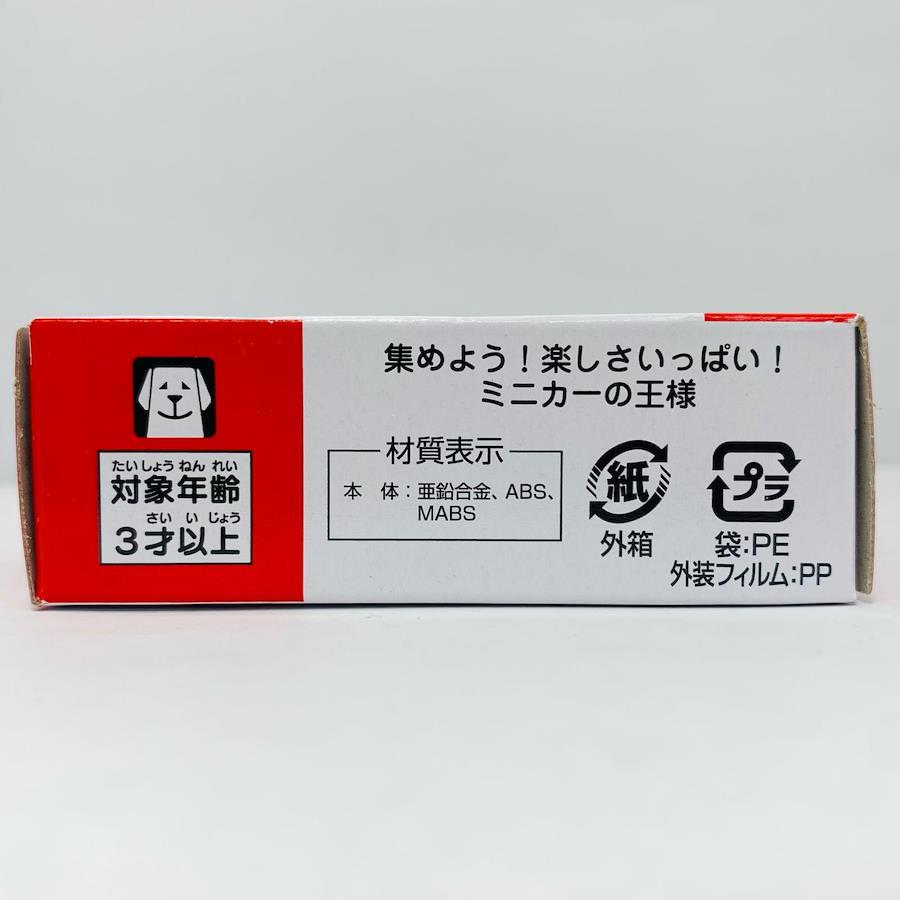 集めよう!楽しさいっぱい!
ミニカーの王様
たいしょう ねん れい
対象年齢
さい い じょう
3才以上
材質表示
本 体:亜鉛合金、ABS、
MABS
紙
外箱
プラ
袋:PE
外装フィルム:PP